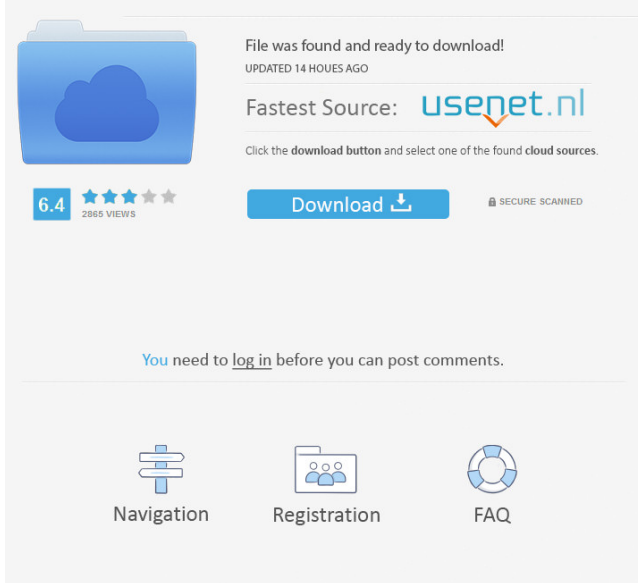 File was found and ready to download!
UPDATED 14 HOUES AGO
Fastest Source: usenet.nl
Click the download button and select one of the found cloud sources.
6.4
2865 VIEWS
Download
SECURE SCANNED
You need to log in before you can post comments.
Navigation
Registration
FAQ